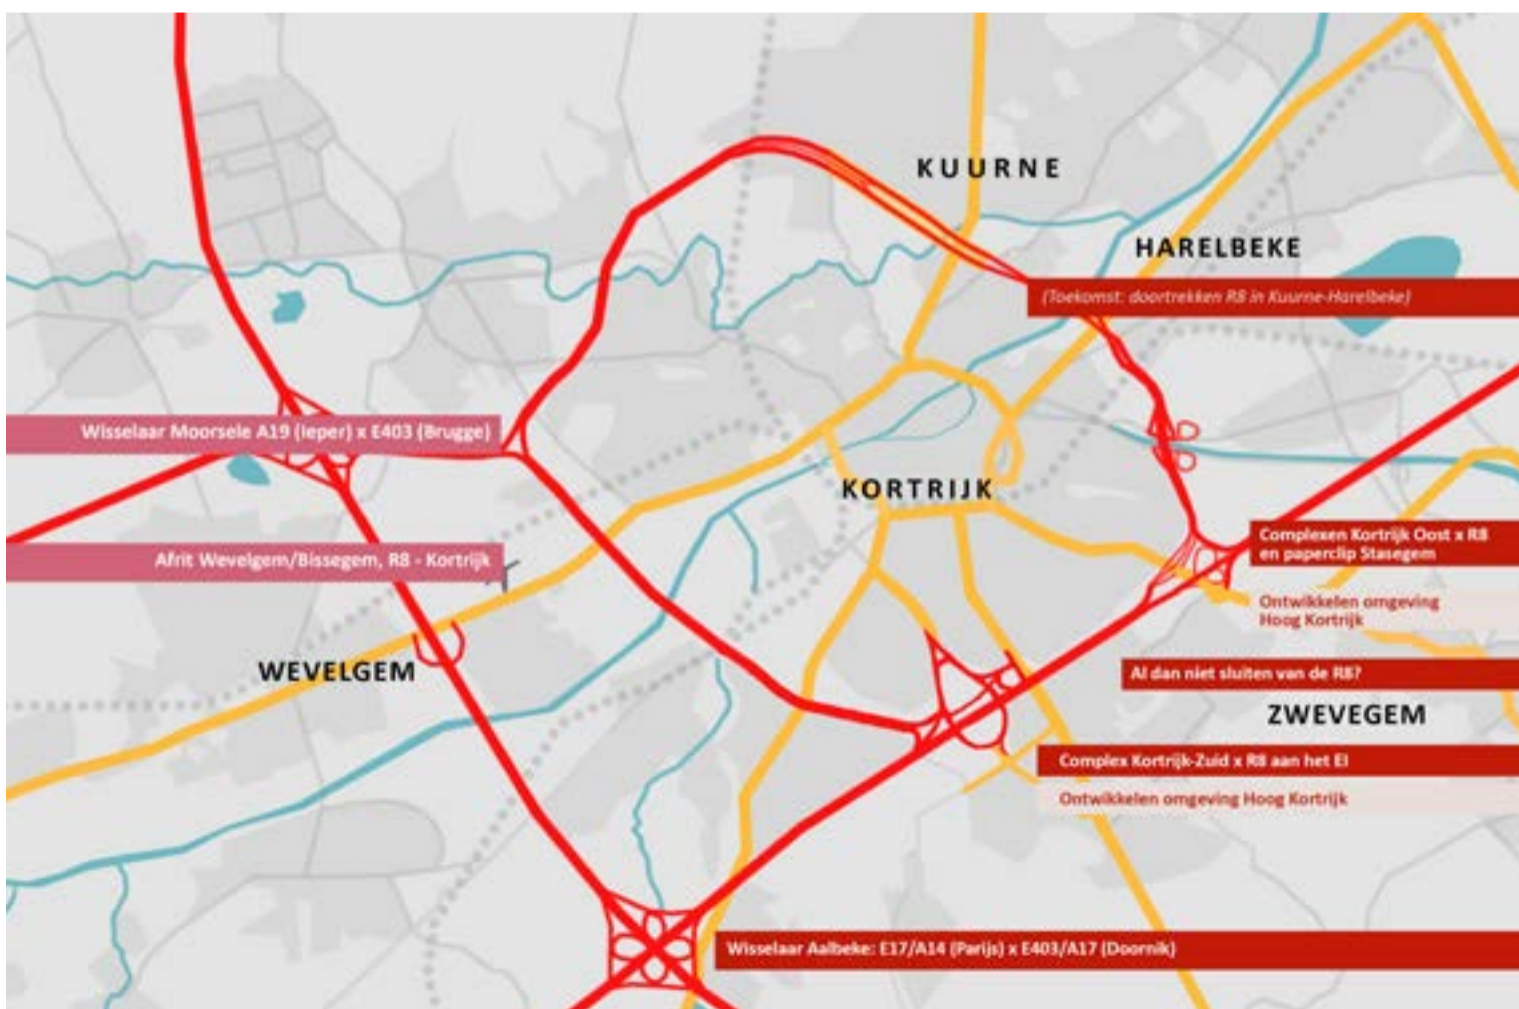 KUURNE
HARELBEKE
(Toekomst: doortrekken R8 in Kuurne-Harelbeke)
Wisselaar Moorsele A19 (Ieper) x E403 (Brugge)
KORTRIJK
Complexen Kortrijk Oost x R8
en paperclip Stasegem
Afrit Wevelgem/Bissegem, R8 - Kortrijk
Ontwikkelen omgeving
Hoog Kortrijk
WEVELGEM
Al dan niet sluiten van de R8?
ZWEVEGEM
Complex Kortrijk-Zuid x R8 aan het Ei
Ontwikkelen omgeving Hoog Kortrijk
Wisselaar Aalbeke: E17/A14 (Parijs) x E403/A17 (Doornik)